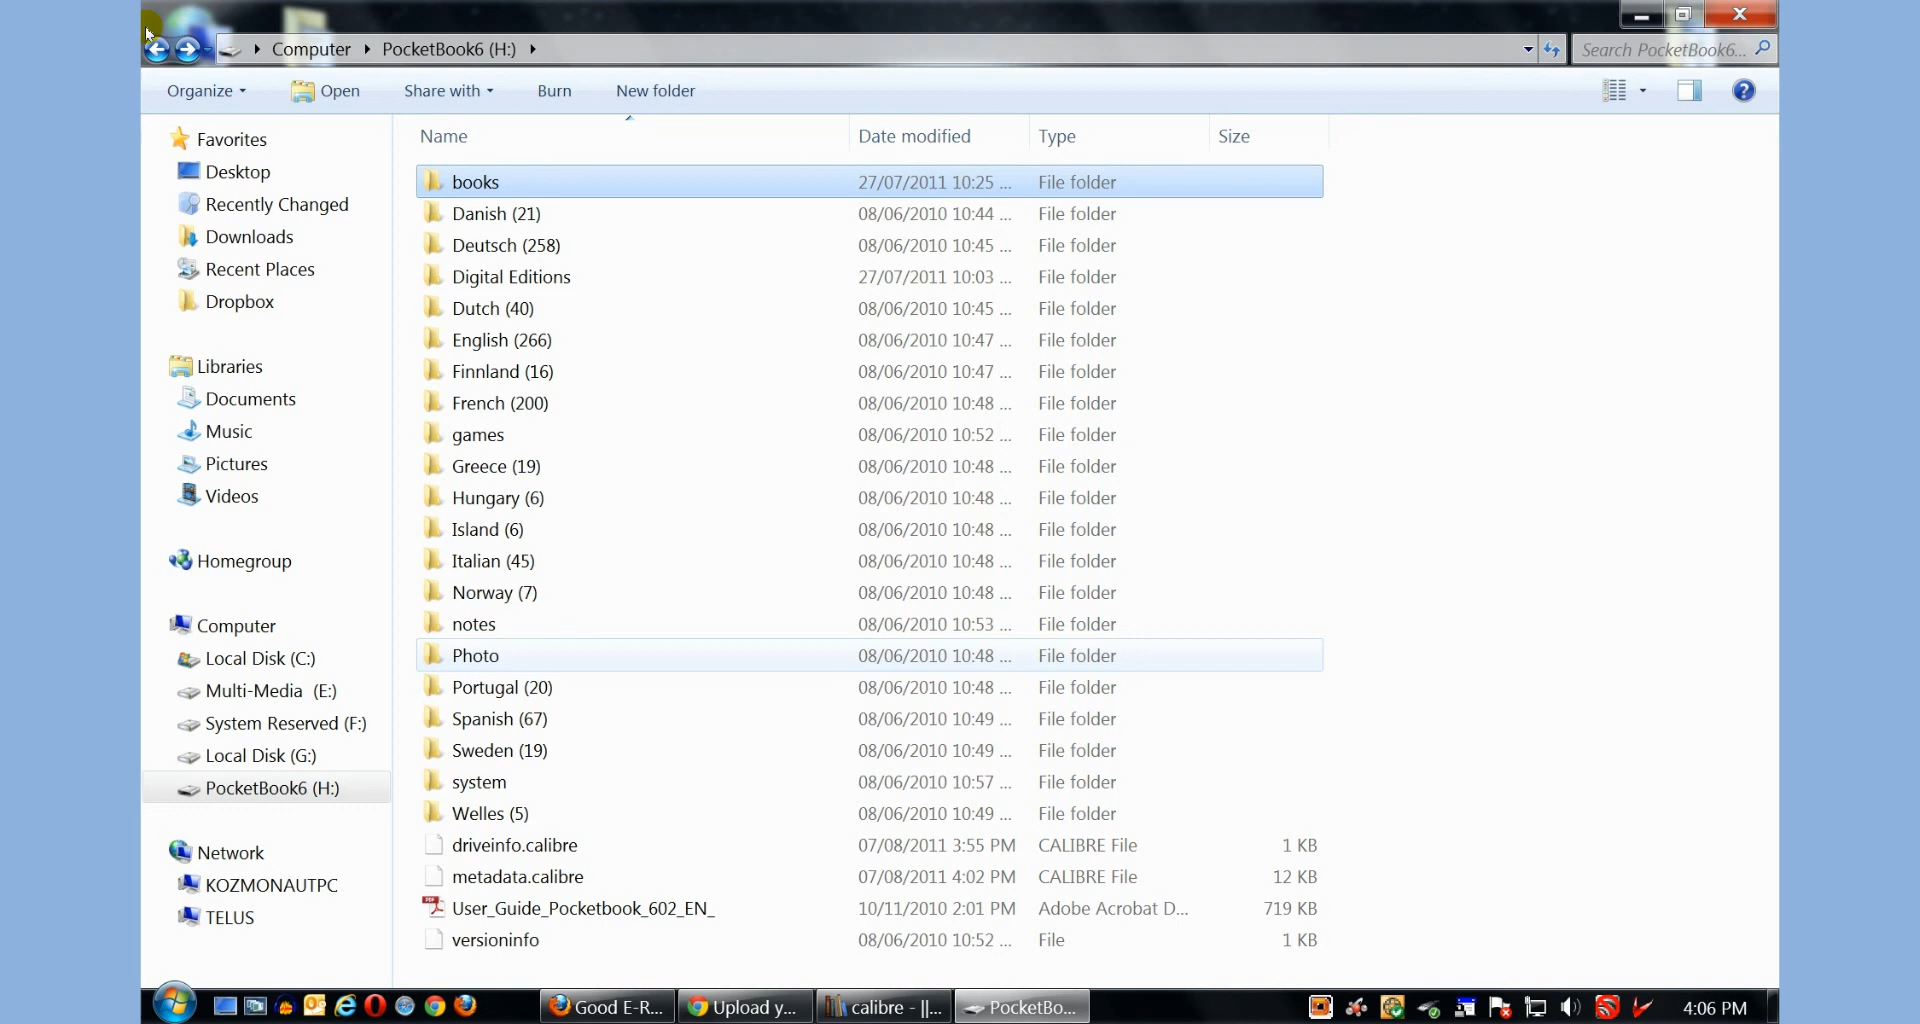 Computer PocketBook6 (H:)
Search PocketBook6...
Organize Open Share with Burn New folder
Name Date modified Type Size
Favorites
Desktop
Recently Changed
Downloads
Recent Places
Dropbox
Libraries
Documents
Music
Pictures
Videos
Homegroup
Computer
Local Disk (C:)
Multi-Media (E:)
System Reserved (F:)
Local Disk (G:)
PocketBook6 (H:)
Network
KOZMONAUTPC
TELUS
books 27/07/2011 10:25 ... File folder
Danish (21) 08/06/2010 10:44 ... File folder
Deutsch (258) 08/06/2010 10:45 ... File folder
Digital Editions 27/07/2011 10:03 ... File folder
Dutch (40) 08/06/2010 10:45 ... File folder
English (266) 08/06/2010 10:47 ... File folder
Finnland (16) 08/06/2010 10:47 ... File folder
French (200) 08/06/2010 10:48 ... File folder
games 08/06/2010 10:52 ... File folder
Greece (19) 08/06/2010 10:48 ... File folder
Hungary (6) 08/06/2010 10:48 ... File folder
Island (6) 08/06/2010 10:48 ... File folder
Italian (45) 08/06/2010 10:48 ... File folder
Norway (7) 08/06/2010 10:48 ... File folder
notes 08/06/2010 10:53 ... File folder
Photo 08/06/2010 10:48 ... File folder
Portugal (20) 08/06/2010 10:48 ... File folder
Spanish (67) 08/06/2010 10:49 ... File folder
Sweden (19) 08/06/2010 10:49 ... File folder
system 08/06/2010 10:57 ... File folder
Welles (5) 08/06/2010 10:49 ... File folder
driveinfo.calibre 07/08/2011 3:55 PM CALIBRE File 1 KB
metadata.calibre 07/08/2011 4:02 PM CALIBRE File 12 KB
User_Guide_Pocketbook_602_EN_ 10/11/2010 2:01 PM Adobe Acrobat D... 719 KB
versioninfo 08/06/2010 10:52 ... File 1 KB
Good E-R... Upload y... calibre - ||... PocketBo... 4:06 PM